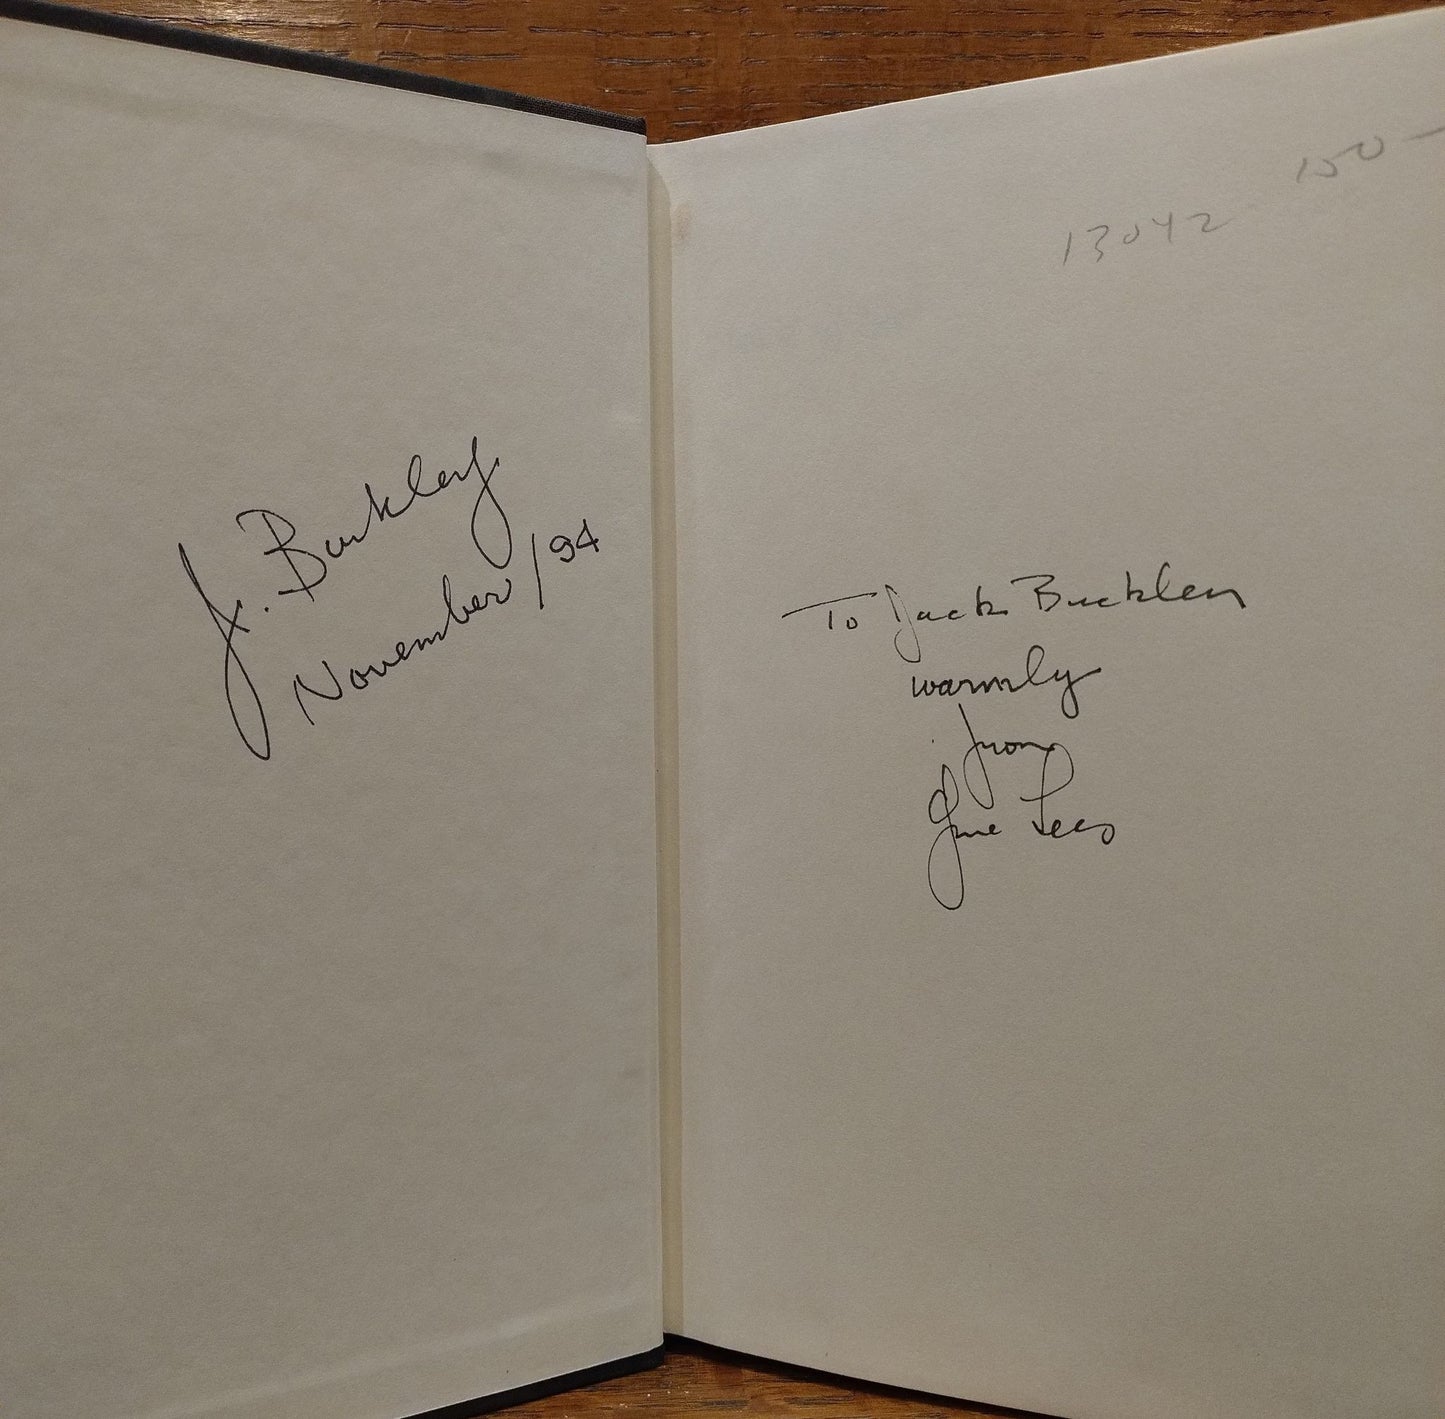 J. Buckley
November/94
150-
13042
To Jack Buckley
warmly
from
Gene Lees